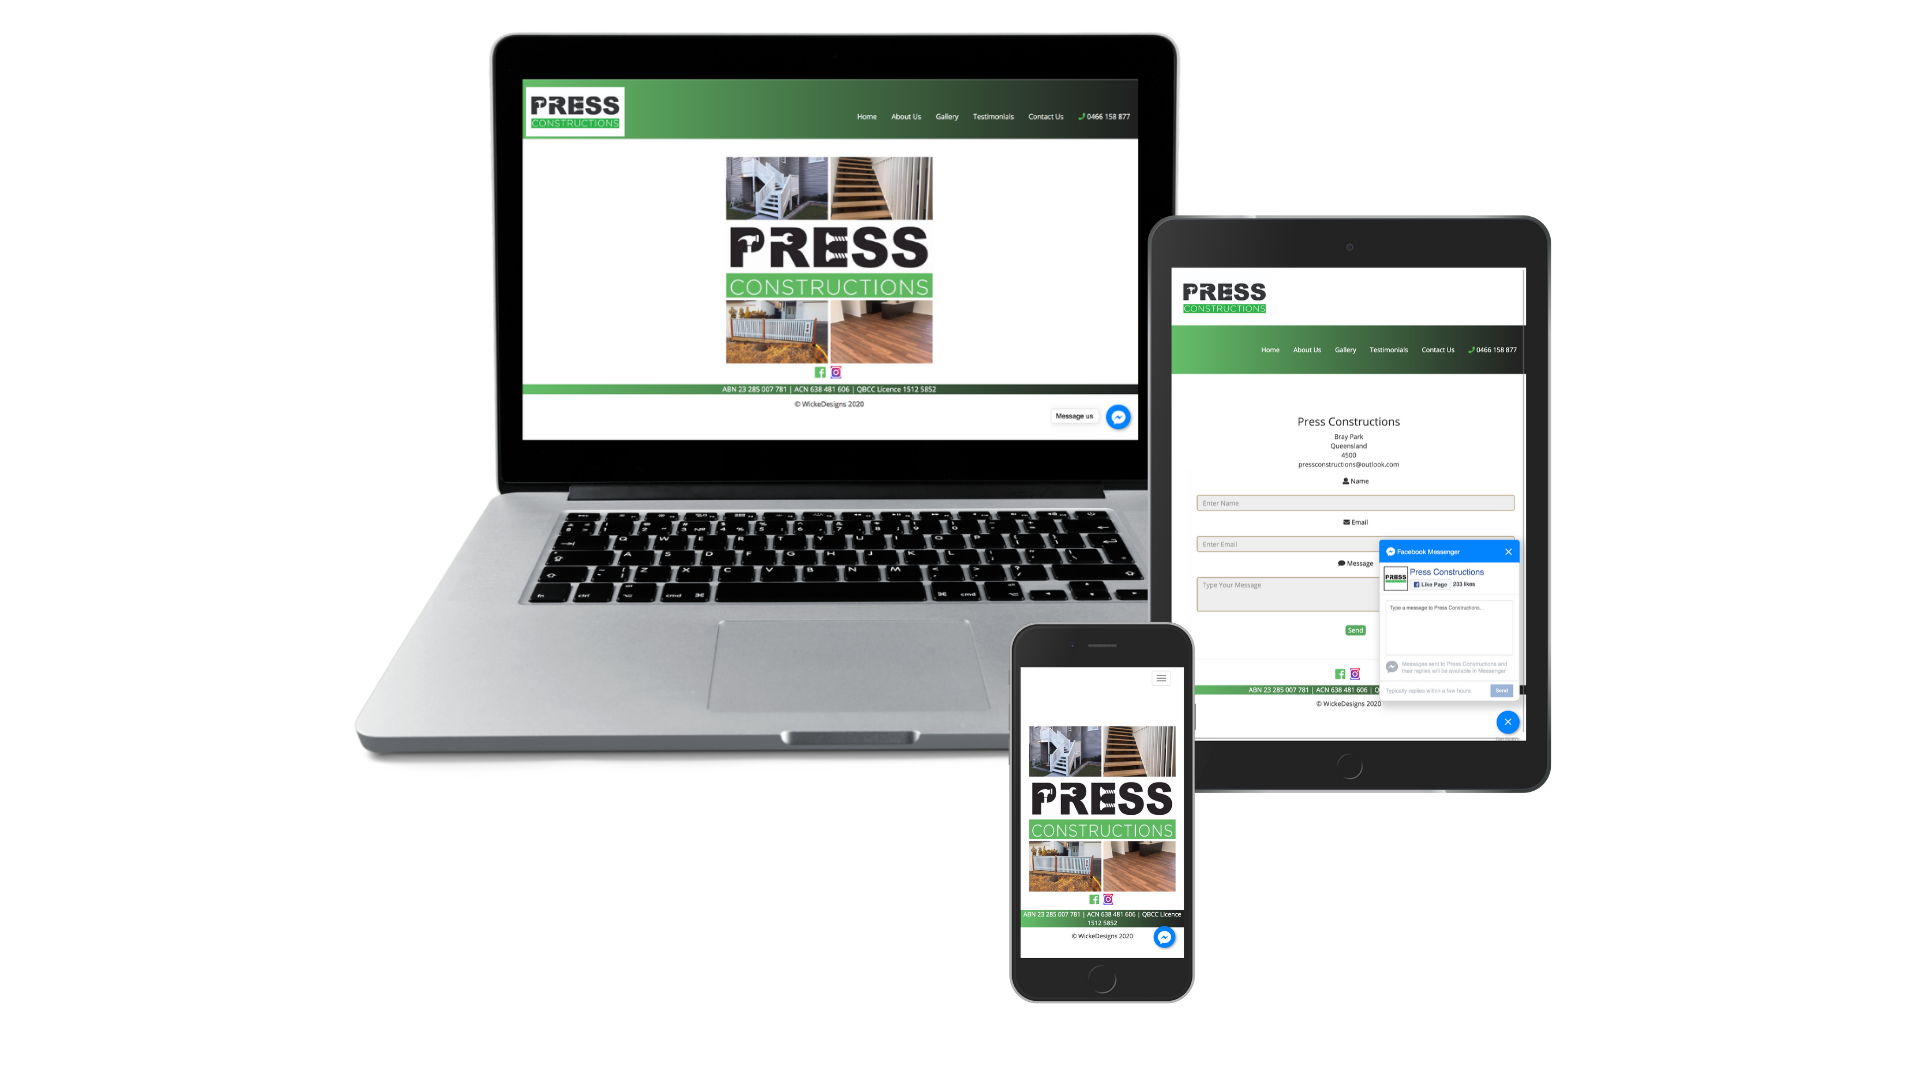 PRESS
CONSTRUCTIONS
Home About Us Gallery Testimonials Contact Us 0466 158 877
PRESS
CONSTRUCTIONS
ABN 23 285 007 781 | ACN 638 481 606 | QBCC Licence 1512 5852
© WickeDesigns 2020
Message us
PRESS
CONSTRUCTIONS
Home About Us Gallery Testimonials Contact Us 0466 158 877
Press Constructions
Bray Park
Queensland
4500
pressconstructions@outlook.com
Name
Enter Name
Email
Enter Email
Message
Type Your Message
Send
ABN 23 285 007 781 | ACN 638 481 606 | Q
© WickeDesigns 2020
Facebook Messenger
PRESS
Press Constructions
Like Page 233 likes
Type a message to Press Constructions...
Messages sent to Press Constructions and
their replies will be available in Messenger
Typically replies within a few hours
Send
PRESS
CONSTRUCTIONS
ABN 23 285 007 781 | ACN 638 481 606 | QBCC Licence
1512 5852
© WickeDesigns 2020
Q W E R T Y U I O P
A S D F G H J K L
Z X C V B N M
fn ctrl cmd cmd